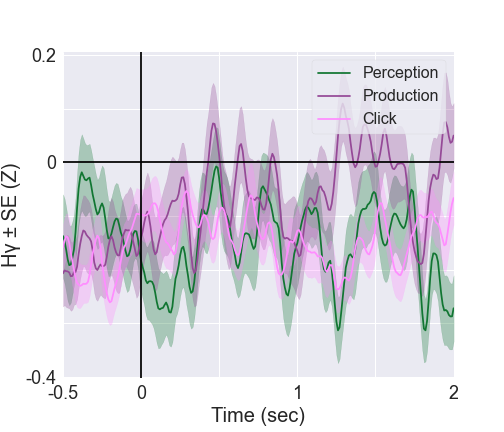 0.2
Perception
Production
Click
0
Hγ ± SE (Z)
-0.4
-0.5
0
1
2
Time (sec)